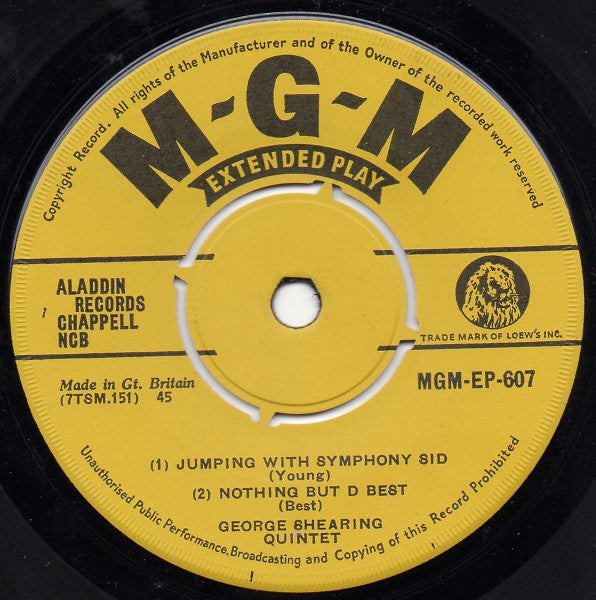 Copyright Record. All rights of the Manufacturer and of the Owner of the recorded work reserved
M-G-M
EXTENDED PLAY
ALADDIN
RECORDS
CHAPPELL
NCB
TRADE MARK OF LOEW'S INC.
Made in Gt. Britain
(7TSM.151) 45
MGM-EP-607
(1) JUMPING WITH SYMPHONY SID
(Young)
(2) NOTHING BUT D BEST
(Best)
GEORGE SHEARING
QUINTET
Unauthorised Public Performance, Broadcasting and Copying of this Record Prohibited